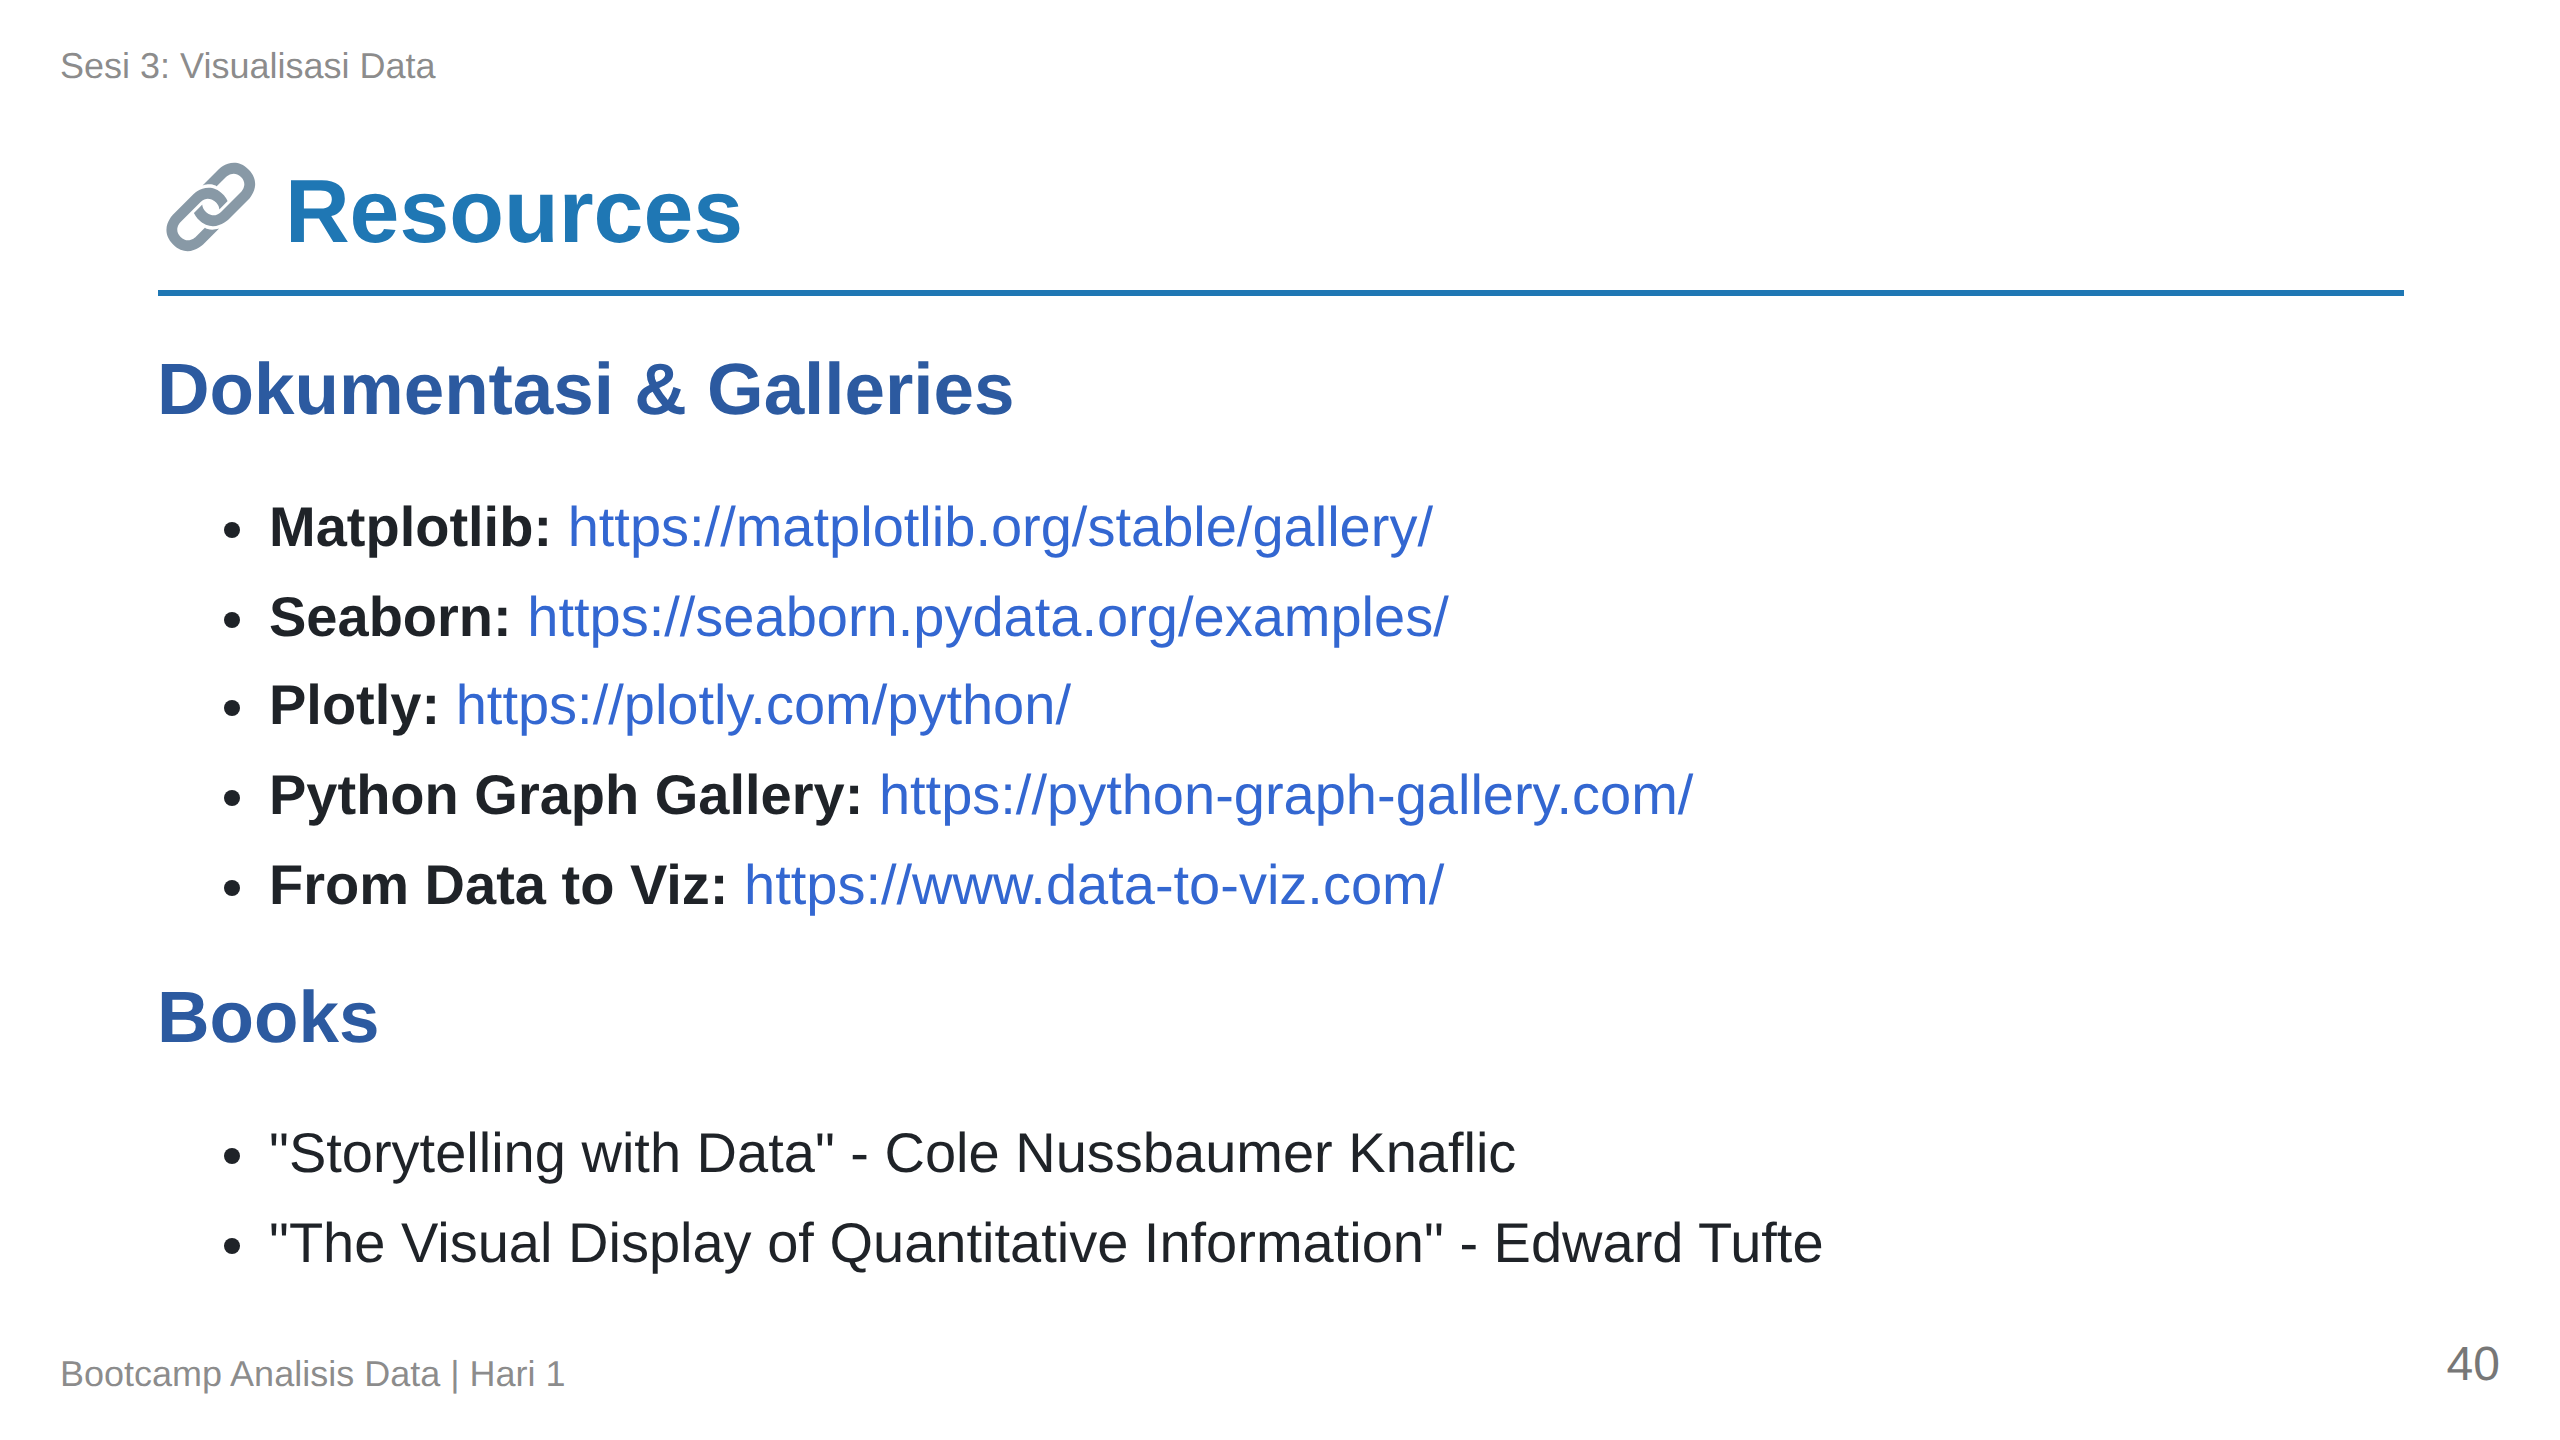 Sesi 3: Visualisasi Data
🔗 Resources
Dokumentasi & Galleries
• Matplotlib: https://matplotlib.org/stable/gallery/
• Seaborn: https://seaborn.pydata.org/examples/
• Plotly: https://plotly.com/python/
• Python Graph Gallery: https://python-graph-gallery.com/
• From Data to Viz: https://www.data-to-viz.com/
Books
• "Storytelling with Data" - Cole Nussbaumer Knaflic
• "The Visual Display of Quantitative Information" - Edward Tufte
Bootcamp Analisis Data | Hari 1
40